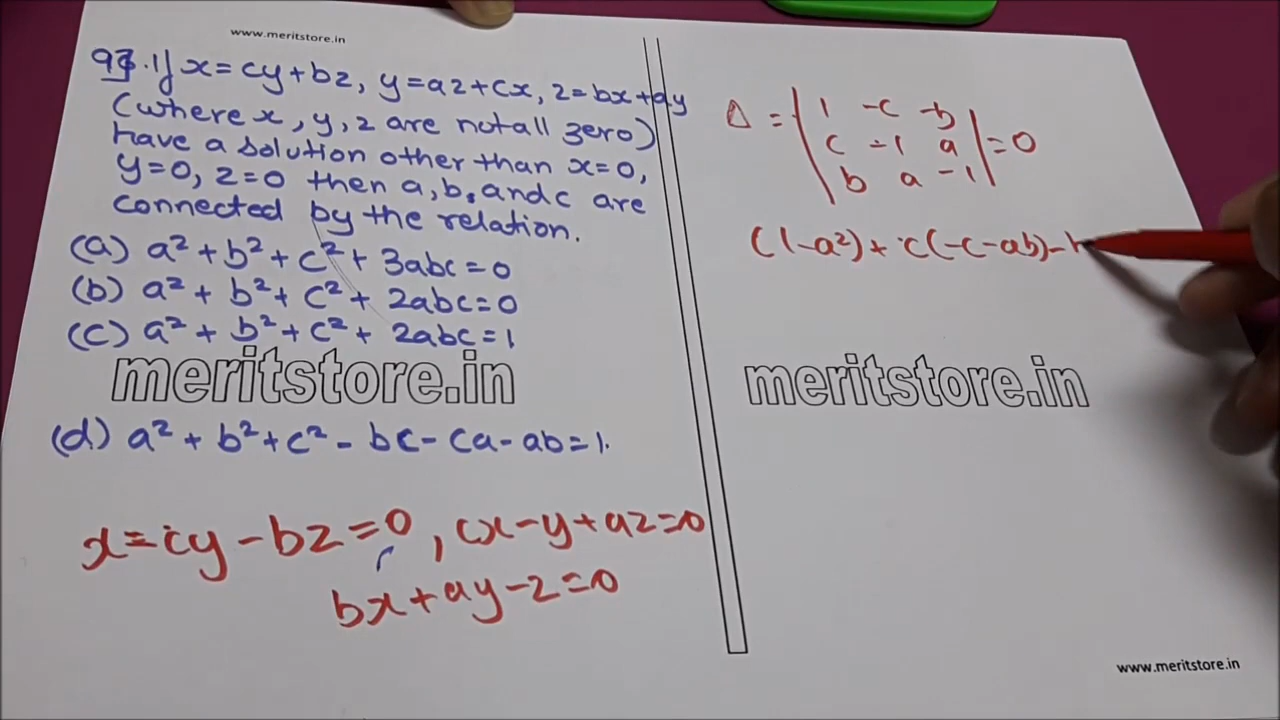 www.meritstore.in
If x=cy+bz, y=az+cx, z=bx+ay
(where x, y, z are not all zero)
have a solution other than x=0,
y=0, z=0 then a, b, and c are
connected by the relation.
(a) a²+b²+c²+3abc=0
(b) a²+b²+c²+2abc=0
(c) a²+b²+c²+2abc=1
meritstore.in
(d) a²+b²+c²-bc-ca-ab=1.
x=cy-bz=0, cx-y+az=0
bx+ay-z=0
Δ = | 1 -c -b |
| c -1 a | =0
| b a -1 |
(1-a²)+c(-c-ab)-
meritstore.in
www.meritstore.in